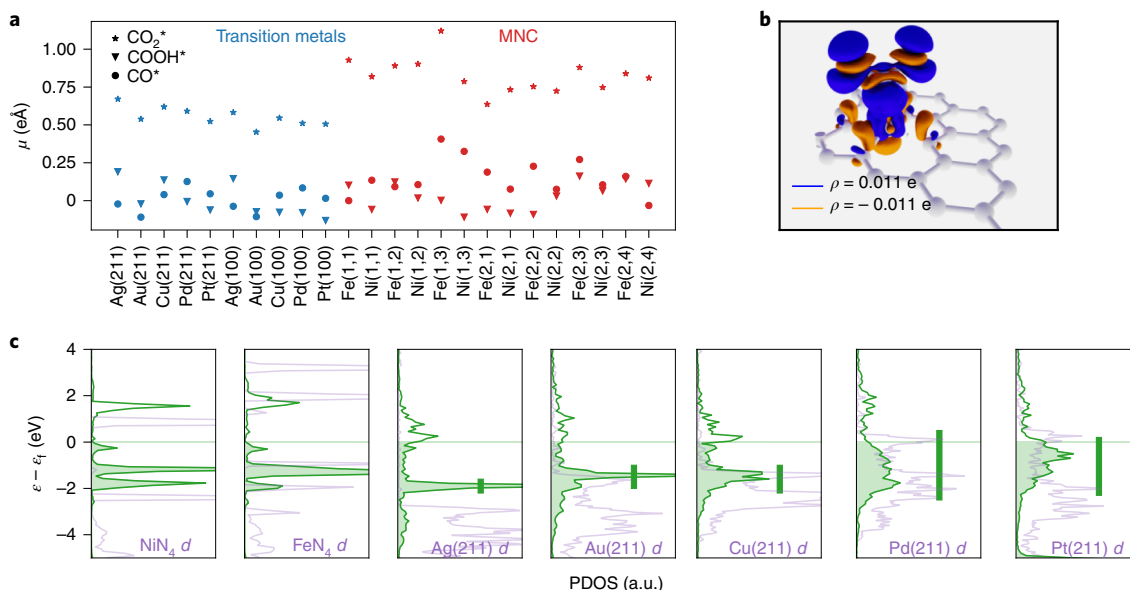 a
CO₂*
COOH*
CO*
Transition metals
MNC
1.00
0.75
0.50
0.25
0
μ (eÅ)
Ag(211)
Au(211)
Cu(211)
Pd(211)
Pt(211)
Ag(100)
Au(100)
Cu(100)
Pd(100)
Pt(100)
Fe(1,1)
Ni(1,1)
Fe(1,2)
Ni(1,2)
Fe(1,3)
Ni(1,3)
Fe(2,1)
Ni(2,1)
Fe(2,2)
Ni(2,2)
Fe(2,3)
Ni(2,3)
Fe(2,4)
Ni(2,4)
b
ρ = 0.011 e
ρ = − 0.011 e
c
4
2
0
−2
−4
ε − εf (eV)
NiN₄ d
FeN₄ d
Ag(211) d
Au(211) d
Cu(211) d
Pd(211) d
Pt(211) d
PDOS (a.u.)